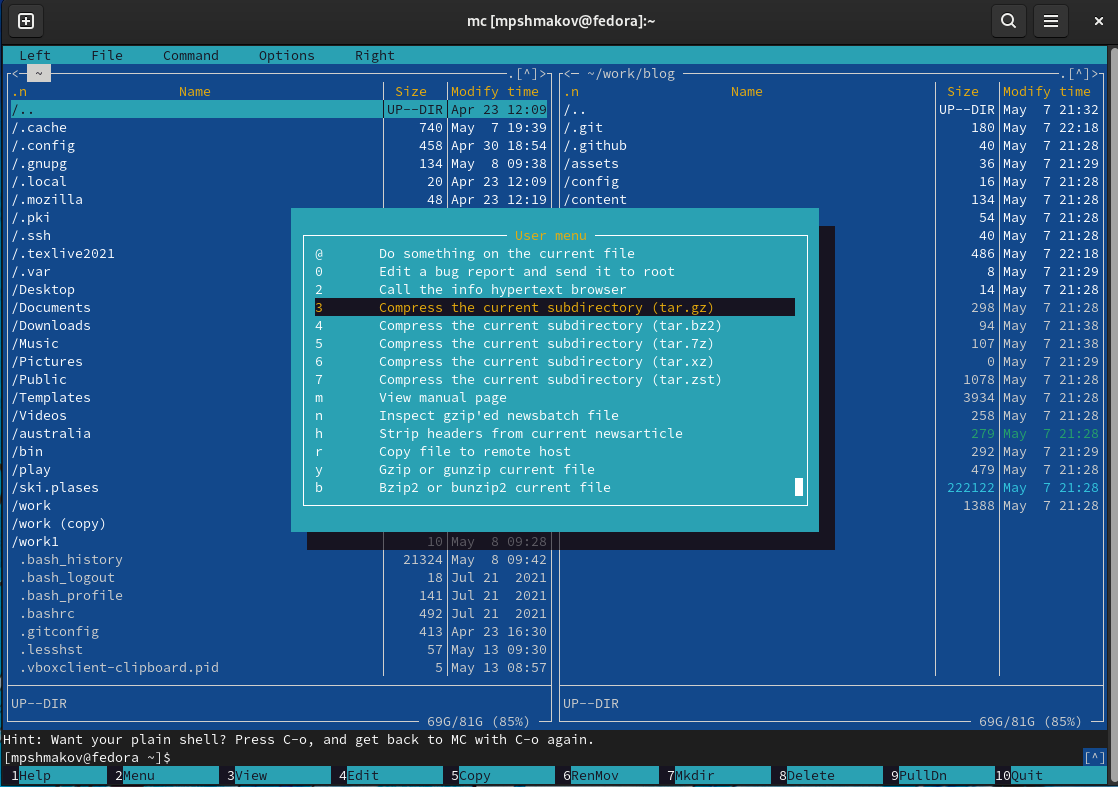 mc [mpshmakov@fedora]:~
Left File Command Options Right
<─ ~ .[^]> <─ ~/work/blog .[^]>
.n Name Size Modify time .n Name Size Modify time
/.. UP--DIR Apr 23 12:09 /.. UP--DIR May 7 21:32
/.cache 740 May 7 19:39 /.git 180 May 7 22:18
/.config 458 Apr 30 18:54 /.github 40 May 7 21:28
/.gnupg 134 May 8 09:38 /assets 36 May 7 21:29
/.local 20 Apr 23 12:09 /config 16 May 7 21:28
/.mozilla 48 Apr 23 12:19 /content 134 May 7 21:28
/.pki 54 May 7 21:28
/.ssh User menu 40 May 7 21:28
/.texlive2021 @ Do something on the current file 486 May 7 22:18
/.var 0 Edit a bug report and send it to root 8 May 7 21:29
/Desktop 2 Call the info hypertext browser 14 May 7 21:28
/Documents 3 Compress the current subdirectory (tar.gz) 298 May 7 21:28
/Downloads 4 Compress the current subdirectory (tar.bz2) 94 May 7 21:38
/Music 5 Compress the current subdirectory (tar.7z) 107 May 7 21:38
/Pictures 6 Compress the current subdirectory (tar.xz) 0 May 7 21:29
/Public 7 Compress the current subdirectory (tar.zst) 1078 May 7 21:28
/Templates m View manual page 3934 May 7 21:28
/Videos n Inspect gzip'ed newsbatch file 258 May 7 21:28
/australia h Strip headers from current newsarticle 279 May 7 21:28
/bin r Copy file to remote host 292 May 7 21:29
/play y Gzip or gunzip current file 479 May 7 21:28
/ski.plases b Bzip2 or bunzip2 current file 222122 May 7 21:28
/work 1388 May 7 21:28
/work (copy)
/work1 10 May 8 09:28
.bash_history 21324 May 8 09:42
.bash_logout 18 Jul 21 2021
.bash_profile 141 Jul 21 2021
.bashrc 492 Jul 21 2021
.gitconfig 413 Apr 23 16:30
.lesshst 57 May 13 09:30
.vboxclient-clipboard.pid 5 May 13 08:57
UP--DIR UP--DIR
69G/81G (85%) 69G/81G (85%)
Hint: Want your plain shell? Press C-o, and get back to MC with C-o again.
[mpshmakov@fedora ~]$ [^]
1Help 2Menu 3View 4Edit 5Copy 6RenMov 7Mkdir 8Delete 9PullDn 10Quit